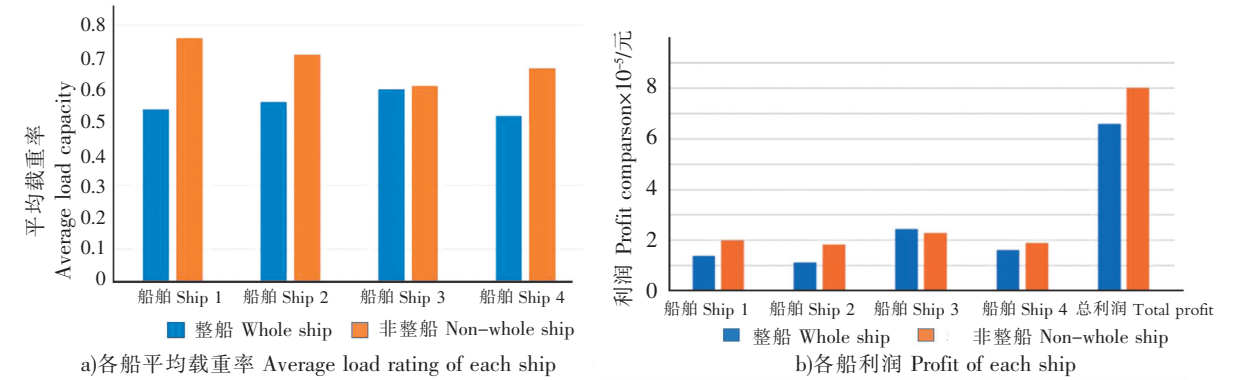 平均载重率
Average load capacity
0.8
0.7
0.6
0.5
0.4
0.3
0.2
0.1
0
船舶 Ship 1
船舶 Ship 2
船舶 Ship 3
船舶 Ship 4
整船 Whole ship
非整船 Non-whole ship
a)各船平均载重率 Average load rating of each ship
利润 Profit comparson×10⁻⁵/元
8
6
4
2
0
船舶 Ship 1
船舶 Ship 2
船舶 Ship 3
船舶 Ship 4
总利润 Total profit
整船 Whole ship
非整船 Non-whole ship
b)各船利润 Profit of each ship